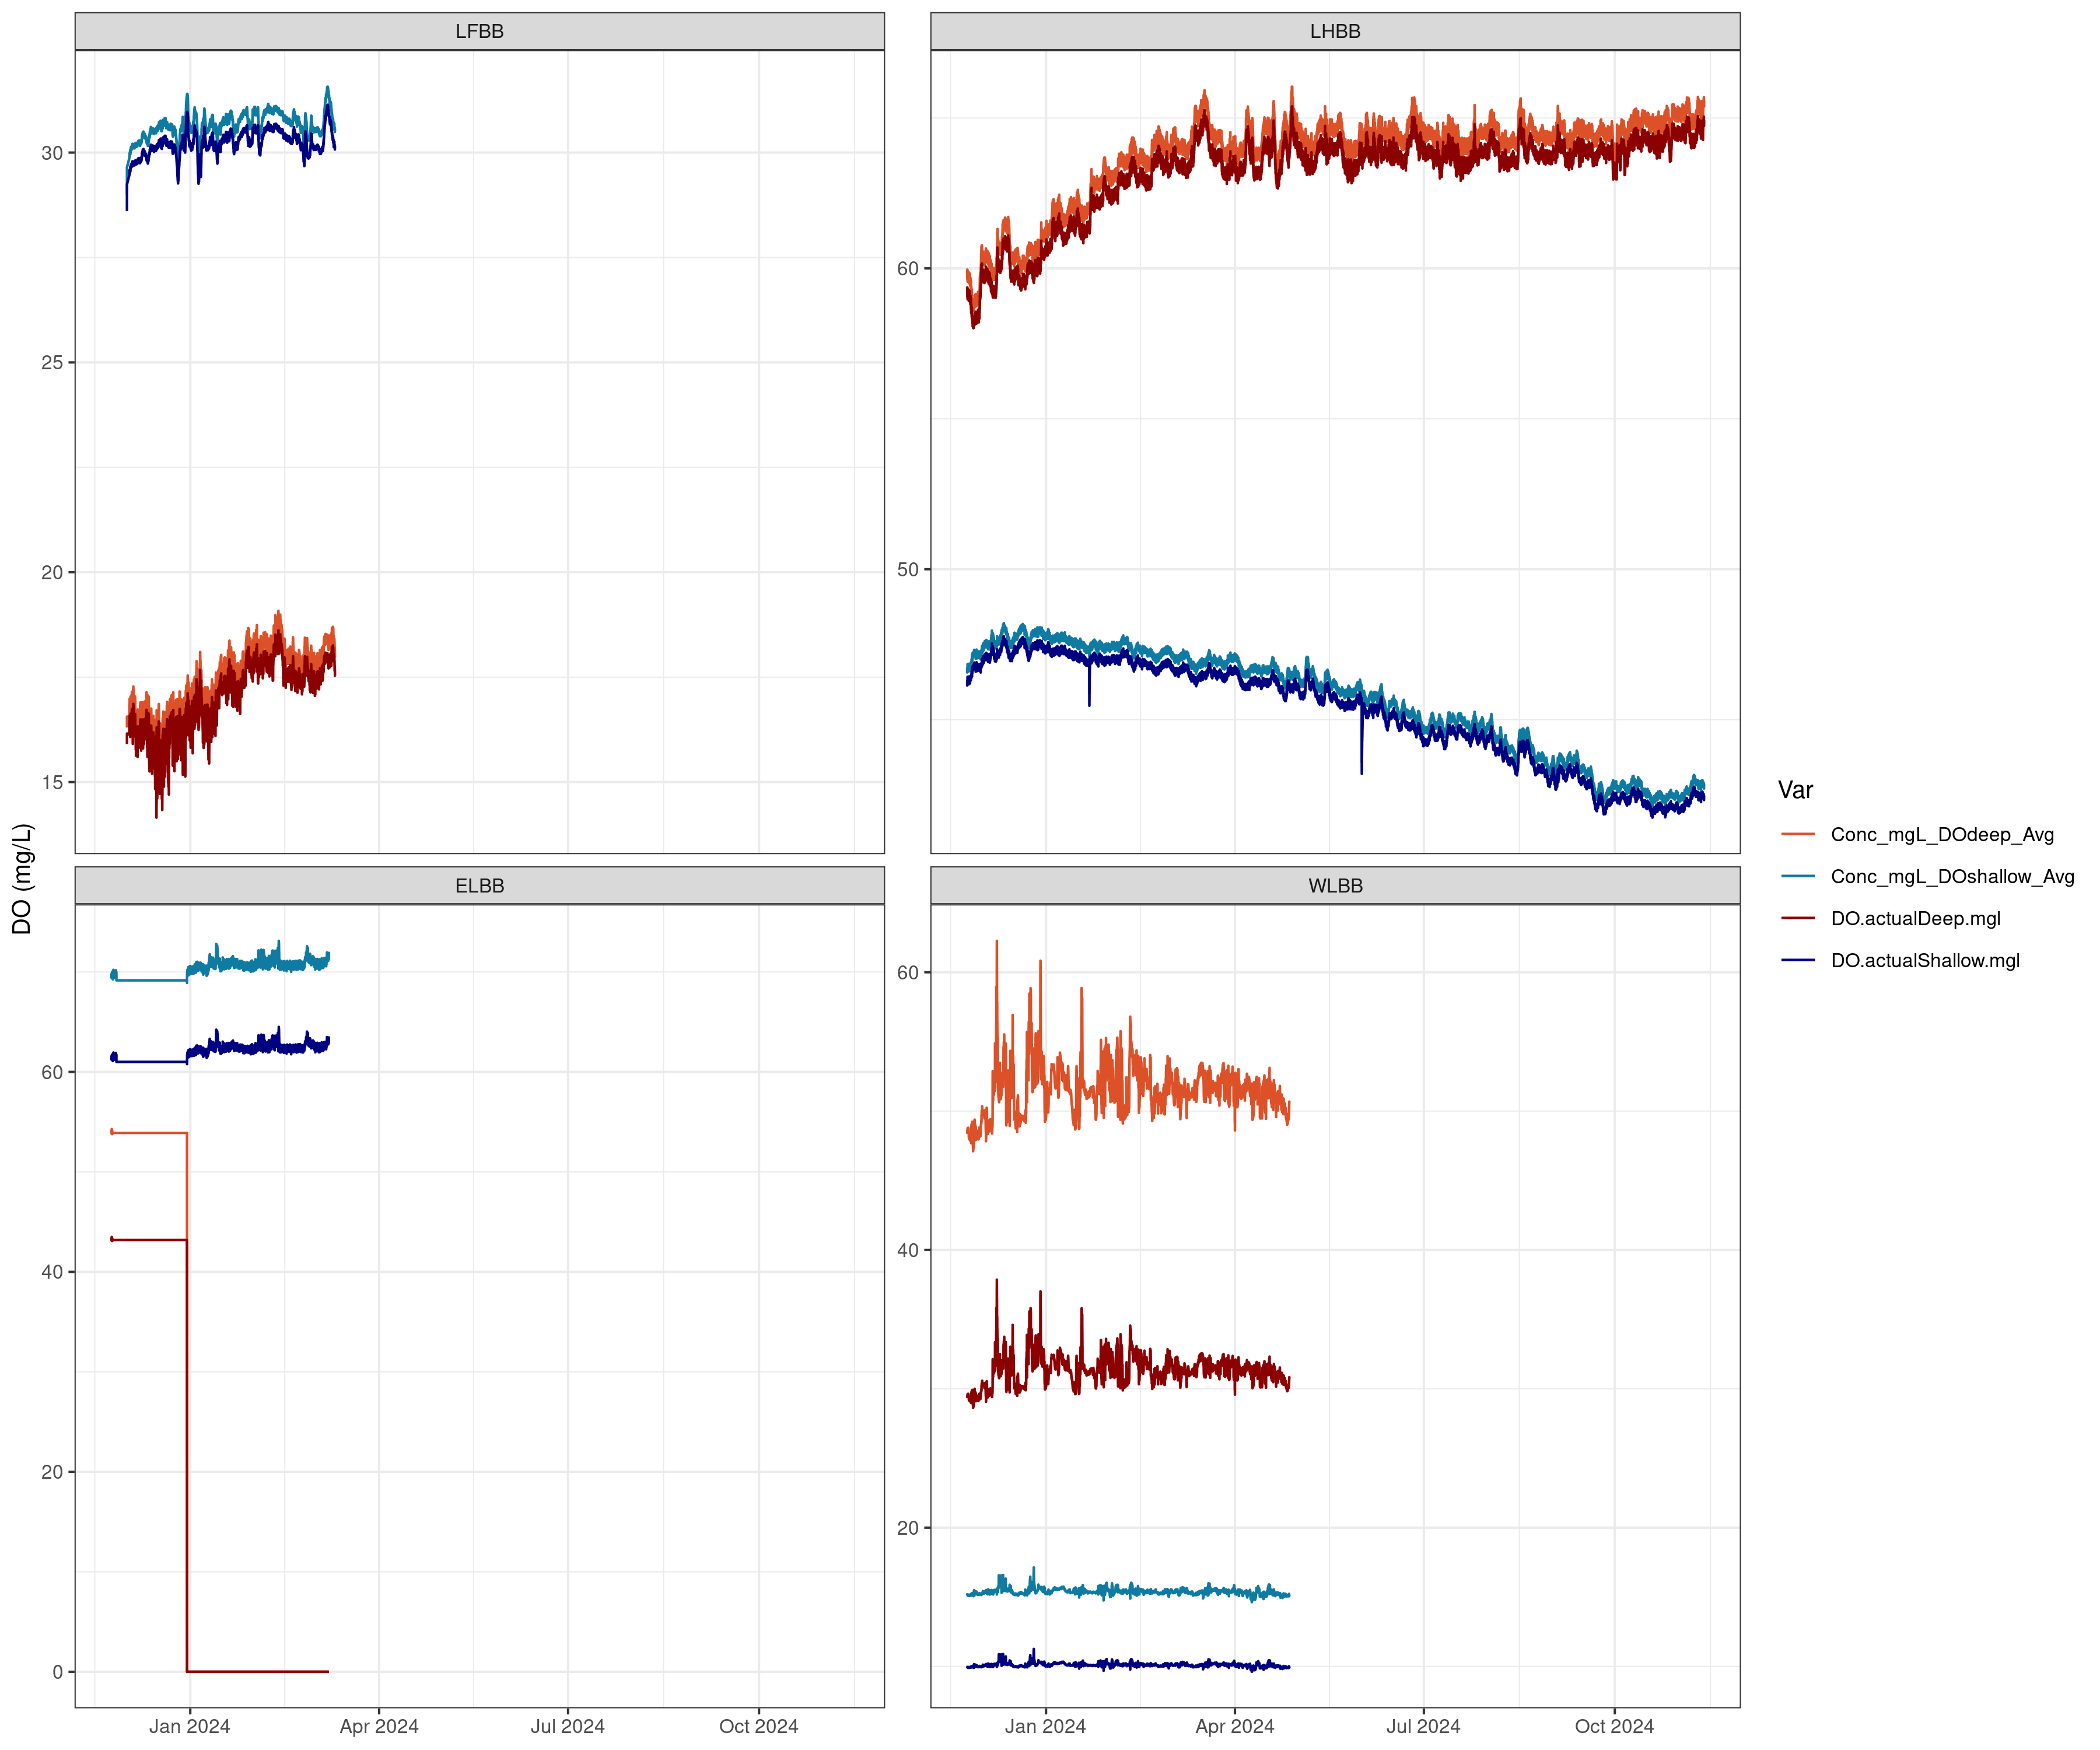 LFBB
LHBB
30
25
20
15
60
50
DO (mg/L)
ELBB
WLBB
60
40
20
0
60
40
20
Jan 2024 Apr 2024 Jul 2024 Oct 2024
Jan 2024 Apr 2024 Jul 2024 Oct 2024
Var
Conc_mgL_DOdeep_Avg
Conc_mgL_DOshallow_Avg
DO.actualDeep.mgl
DO.actualShallow.mgl